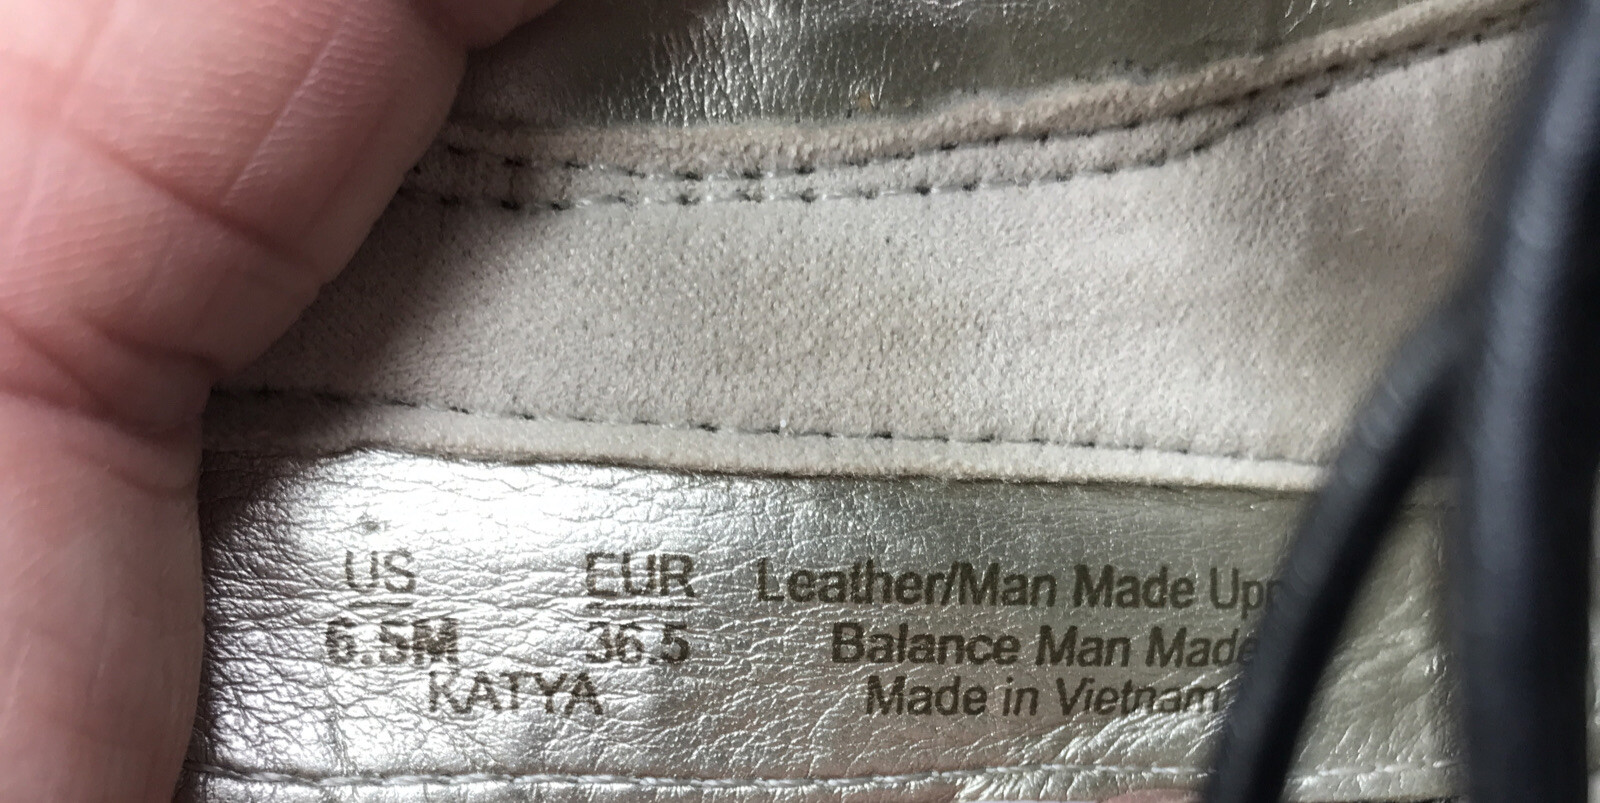 US EUR Leather/Man Made
6.5M 36.5 Balance Man Made
KATYA Made in Vietnam